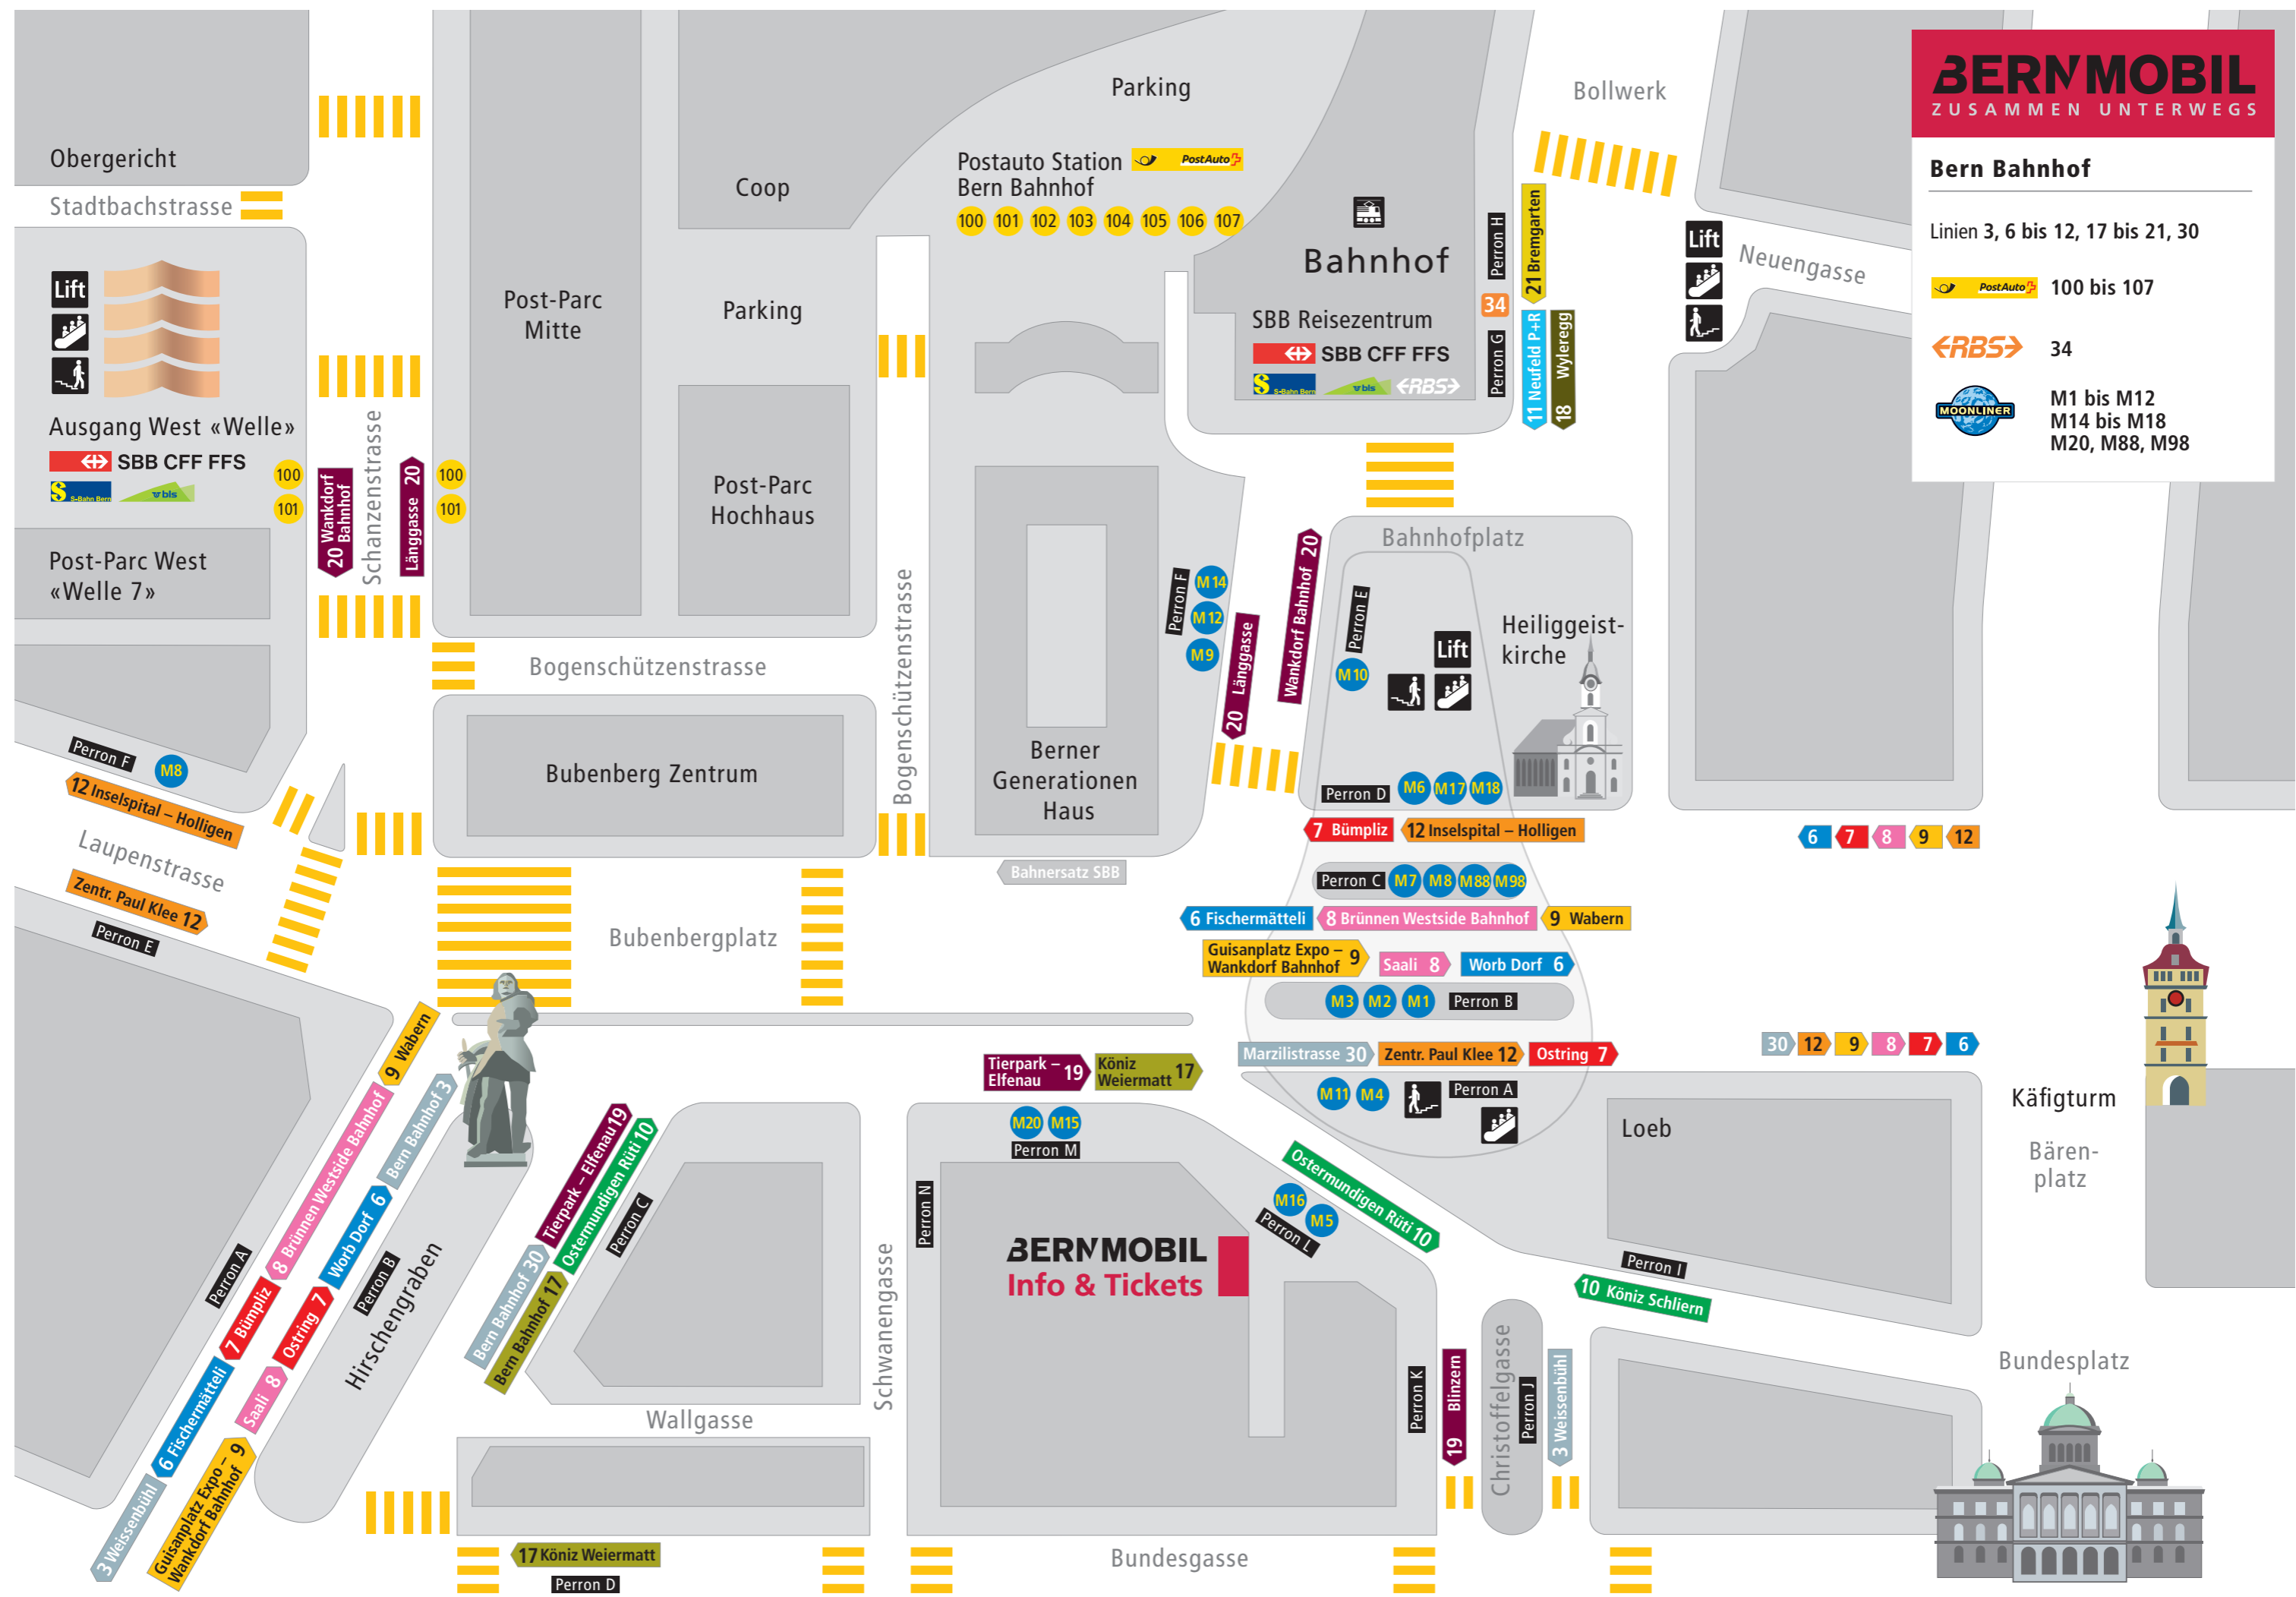 BERNMOBIL
ZUSAMMEN UNTERWEGS
Bern Bahnhof
Linien 3, 6 bis 12, 17 bis 21, 30
PostAuto 100 bis 107
RBS 34
MOONLINER
M1 bis M12
M14 bis M18
M20, M88, M98
Obergericht
Stadtbachstrasse
Lift
Ausgang West «Welle»
SBB CFF FFS
S-Bahn Bern
bls
100
101
Post-Parc West
«Welle 7»
20 Wankdorf
Bahnhof
Schanzenstrasse
Länggasse 20
100
101
Post-Parc
Mitte
Coop
Parking
Post-Parc
Hochhaus
Parking
Postauto Station PostAuto
Bern Bahnhof
100 101 102 103 104 105 106 107
Bahnhof
SBB Reisezentrum
SBB CFF FFS
S-Bahn Bern
bls
RBS
Perron H
34
Perron G
21 Bremgarten
11 Neufeld P+R
18 Wyleregg
Bollwerk
Lift
Neuengasse
Bahnhofplatz
Bogenschützenstrasse
Bogenschützenstrasse
Bubenberg Zentrum
Berner
Generationen
Haus
Perron F
M14
M12
M9
20 Länggasse
Wankdorf Bahnhof 20
Perron E
M10
Lift
Heiliggeist-
kirche
Perron D M6 M17 M18
7 Bümpliz
12 Inselspital – Holligen
Perron C M7 M8 M88 M98
6 Fischermätteli
8 Brünnen Westside Bahnhof
9 Wabern
Guisanplatz Expo –
Wankdorf Bahnhof 9
Saali 8
Worb Dorf 6
M3 M2 M1 Perron B
Marzilistrasse 30
Zentr. Paul Klee 12
Ostring 7
M11 M4 Perron A
6 7 8 9 12
30 12 9 8 7 6
Perron F
M8
12 Inselspital – Holligen
Laupenstrasse
Zentr. Paul Klee 12
Perron E
Bubenbergplatz
Bahnersatz SBB
9 Wabern
8 Brünnen Westside Bahnhof
7 Bümpliz
6 Fischermätteli
3 Weissenbühl
Perron A
Bern Bahnhof 3
Worb Dorf 6
Ostring 7
Saali 8
Guisanplatz Expo –
Wankdorf Bahnhof 9
Perron B
Hirschengraben
Tierpark – Elfenau 19
Ostermundigen Rüti 10
Bern Bahnhof 30
Bern Bahnhof 17
Perron C
Wallgasse
17 Köniz Weiermatt
Perron D
Schwanengasse
Tierpark –
Elfenau 19
Köniz
Weiermatt 17
M20 M15
Perron M
Perron N
BERNMOBIL
Info & Tickets
M16
M5
Perron L
Ostermundigen Rüti 10
Loeb
Perron I
10 Köniz Schliern
Perron K
19 Blinzern
Christoffelgasse
Perron J
3 Weissenbühl
Bundesgasse
Käfigturm
Bären-
platz
Bundesplatz